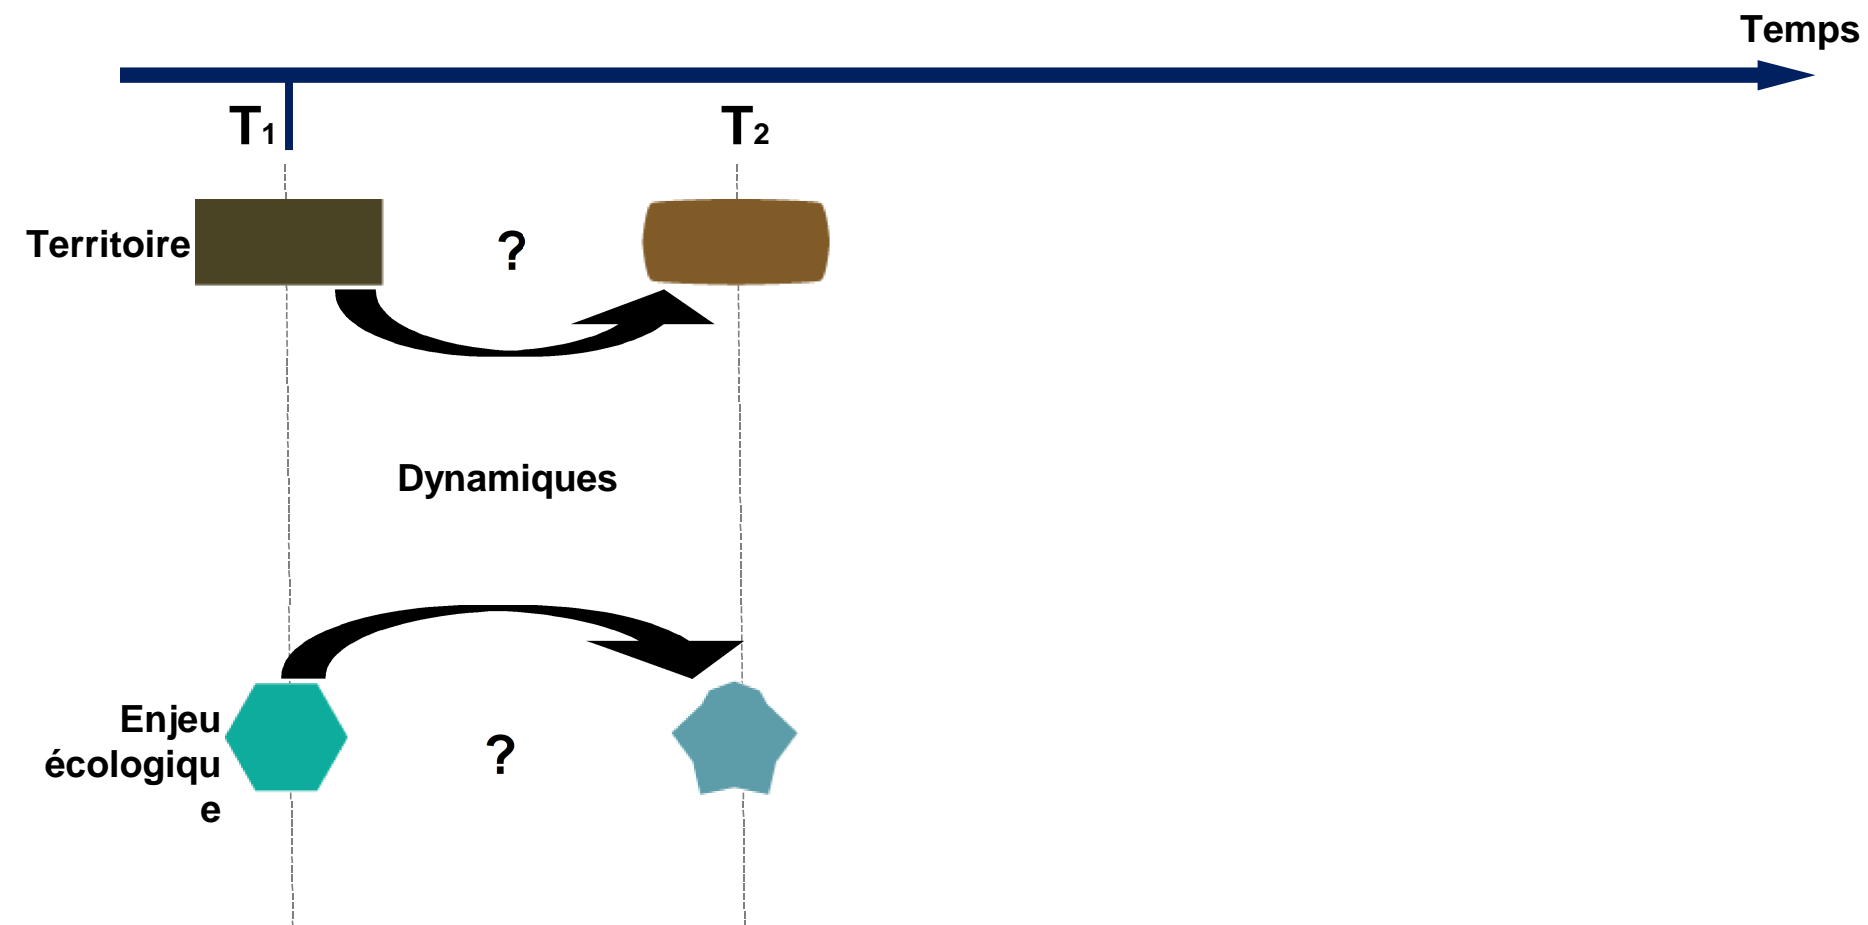 Temps
T1
T2
Territoire
?
Dynamiques
Enjeu
écologiqu
e
?